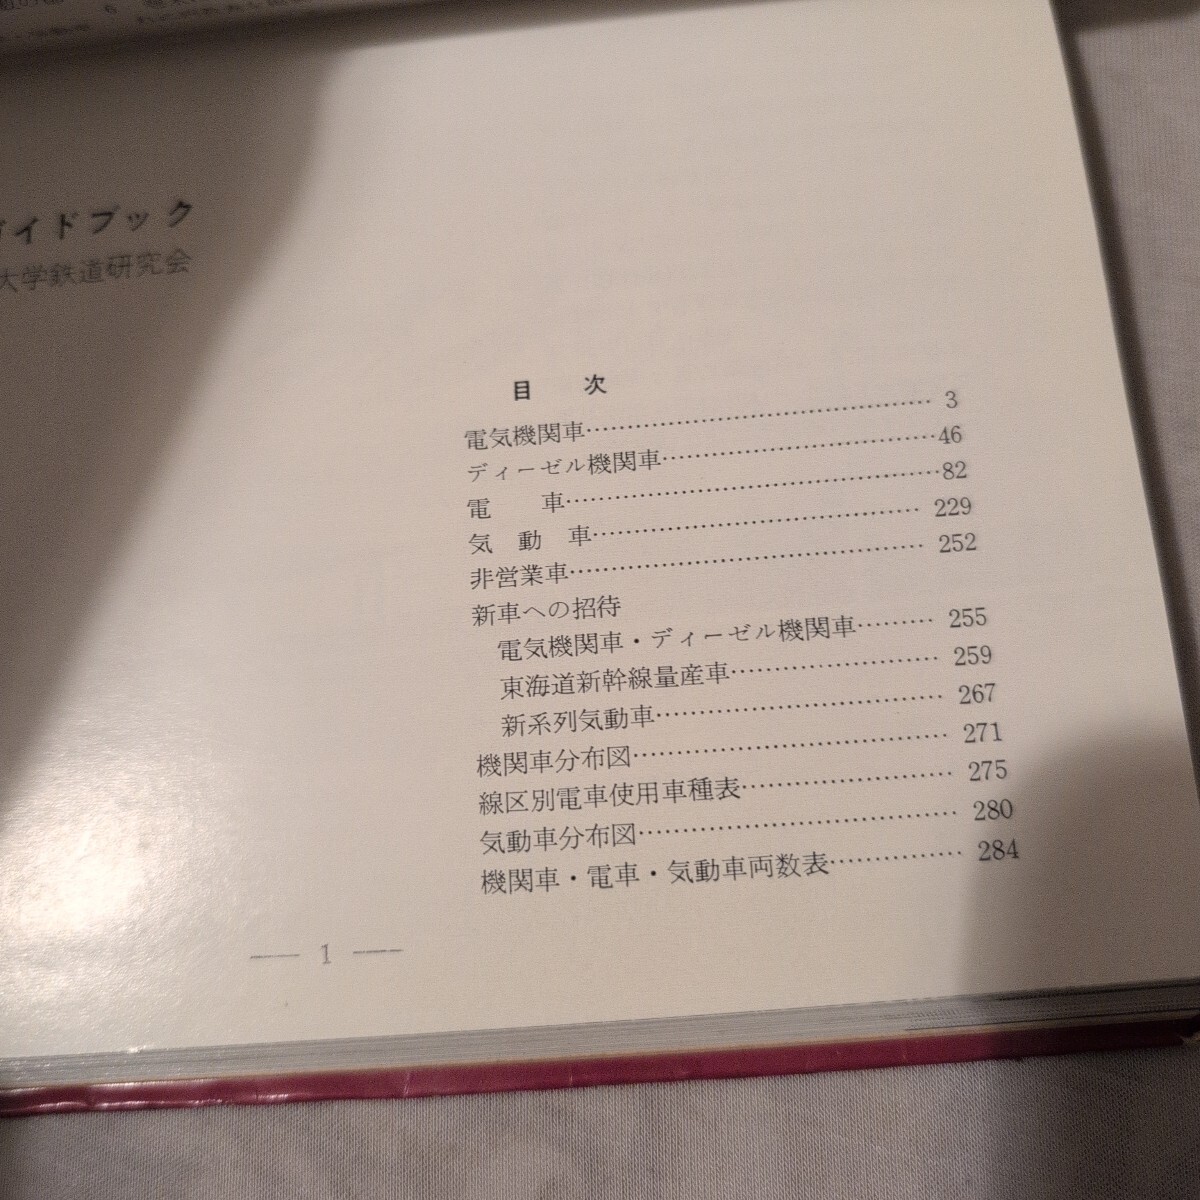 ガイドブック
大学鉄道研究会
目 次
電気機関車…………………………………… 3
ディーゼル機関車……………………………46
電 車……………………………………82
気 動 車………………………………… 229
非営業車…………………………………… 252
新車への招待
電気機関車・ディーゼル機関車……… 255
東海道新幹線量産車…………………… 259
新系列気動車…………………………… 267
機関車分布図……………………………… 271
線区別電車使用車種表…………………… 275
気動車分布図……………………………… 280
機関車・電車・気動車両数表…………… 284
— 1 —